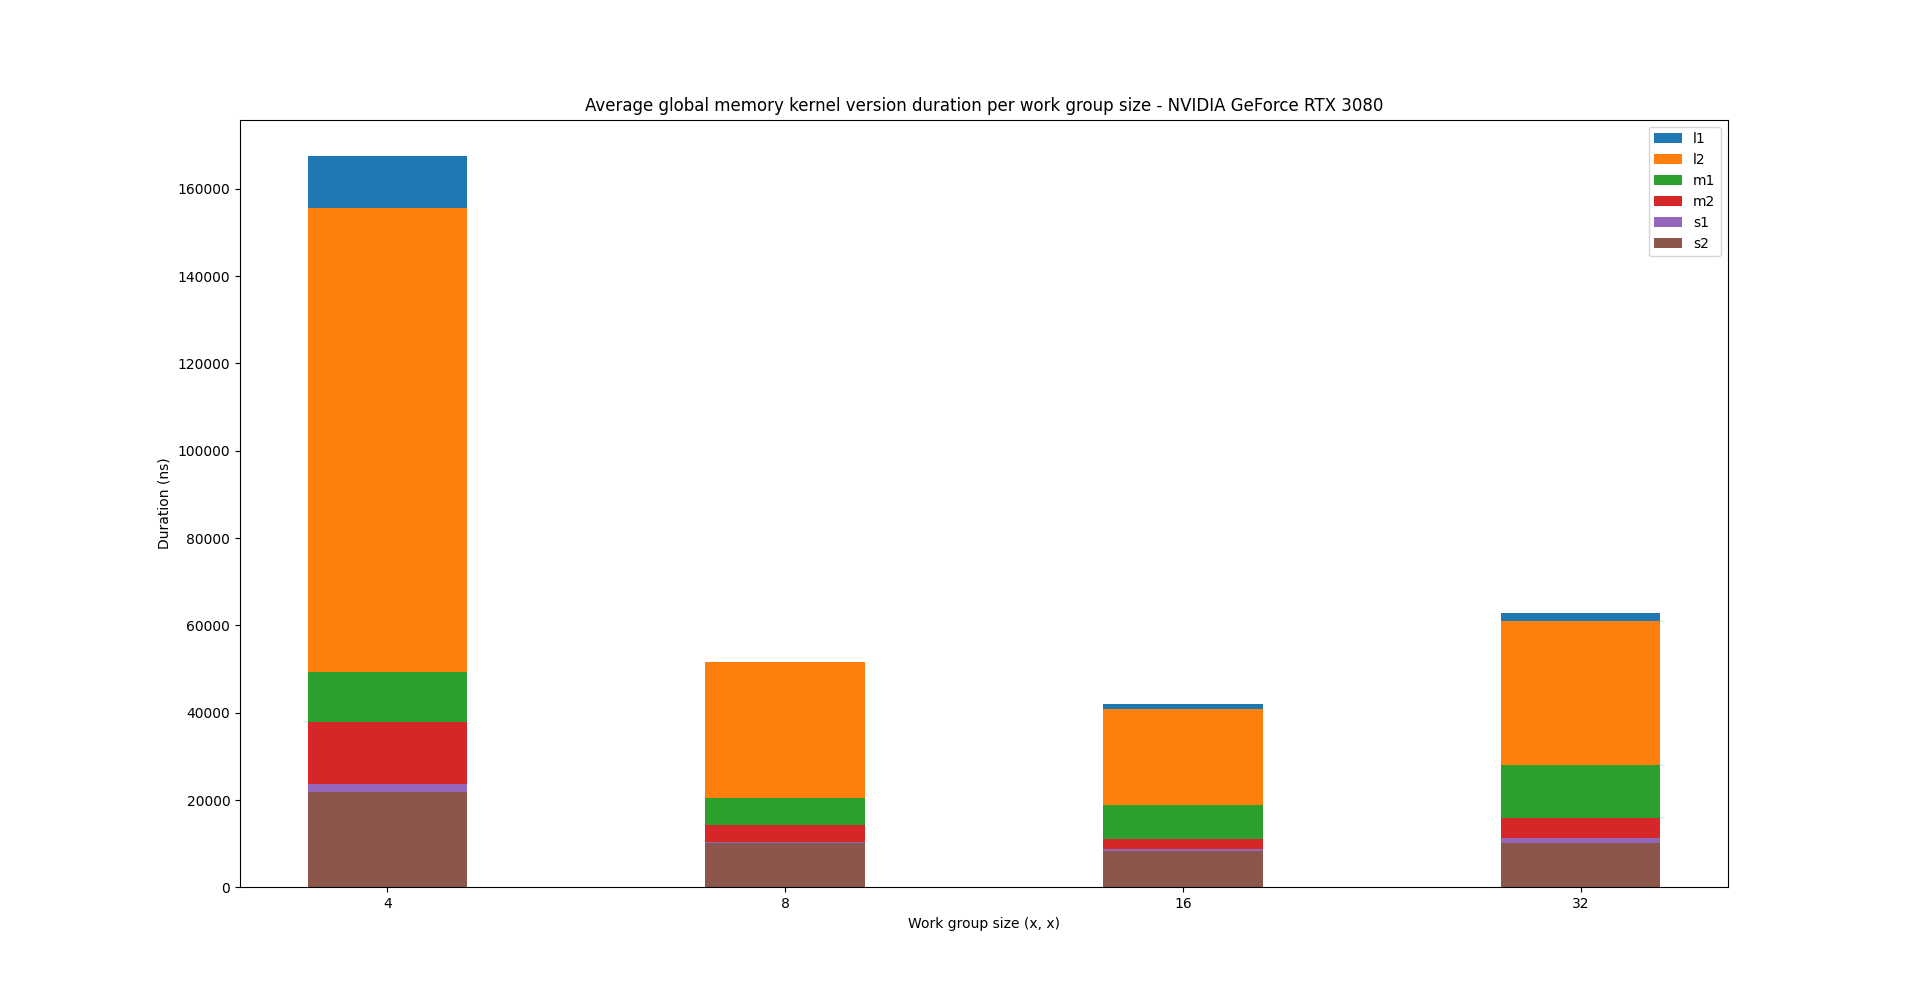 Average global memory kernel version duration per work group size - NVIDIA GeForce RTX 3080
l1
l2
m1
m2
s1
s2
160000
140000
120000
100000
80000
60000
40000
20000
0
Duration (ns)
4 8 16 32
Work group size (x, x)